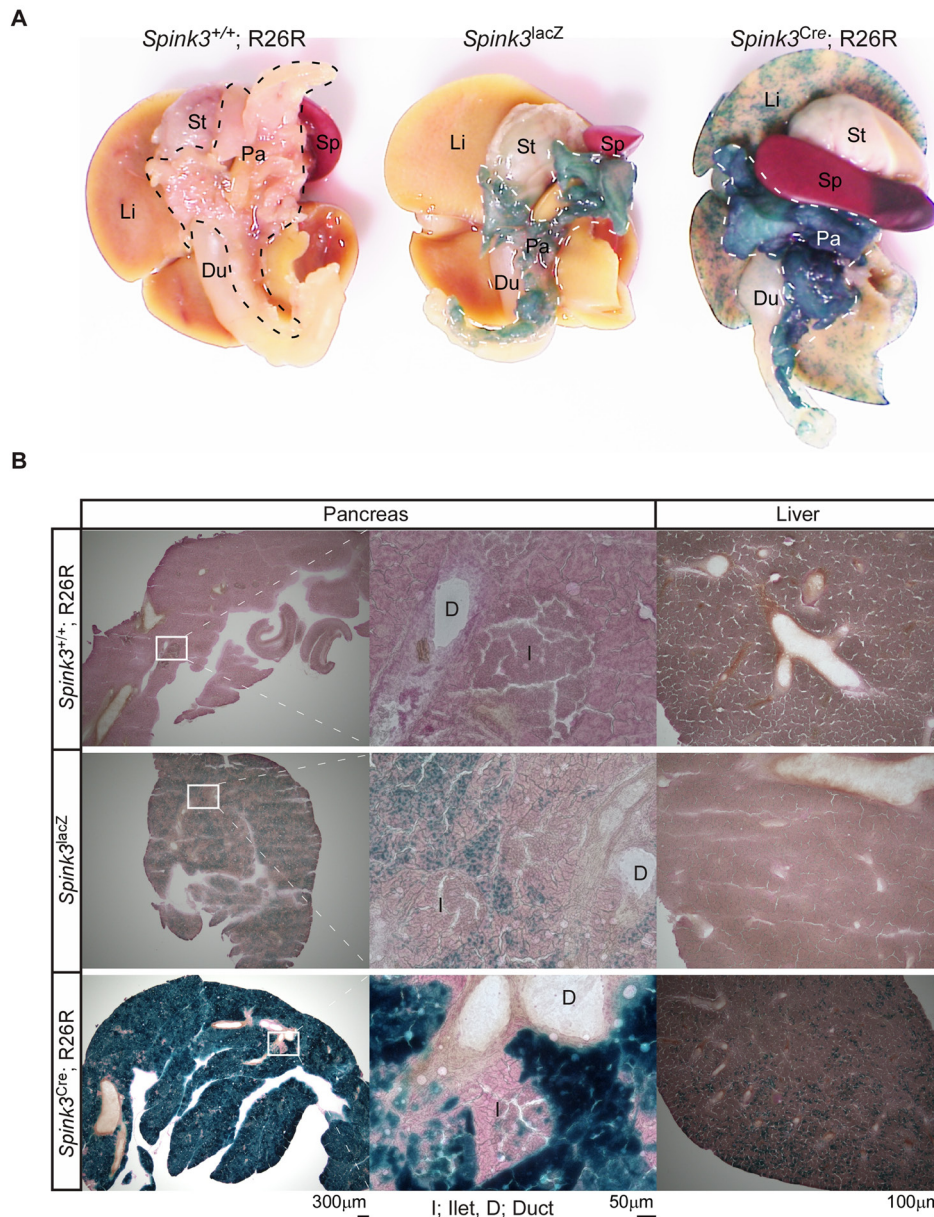 A
Spink3+/+; R26R
Spink3lacZ
Spink3Cre; R26R
St
Pa
Sp
Li
Du
Li
St
Sp
Pa
Du
Li
St
Sp
Pa
Du
B
Pancreas
Liver
Spink3+/+; R26R
D
I
Spink3lacZ
I
D
Spink3Cre; R26R
D
I
300μm
I; Ilet, D; Duct
50μm
100μm